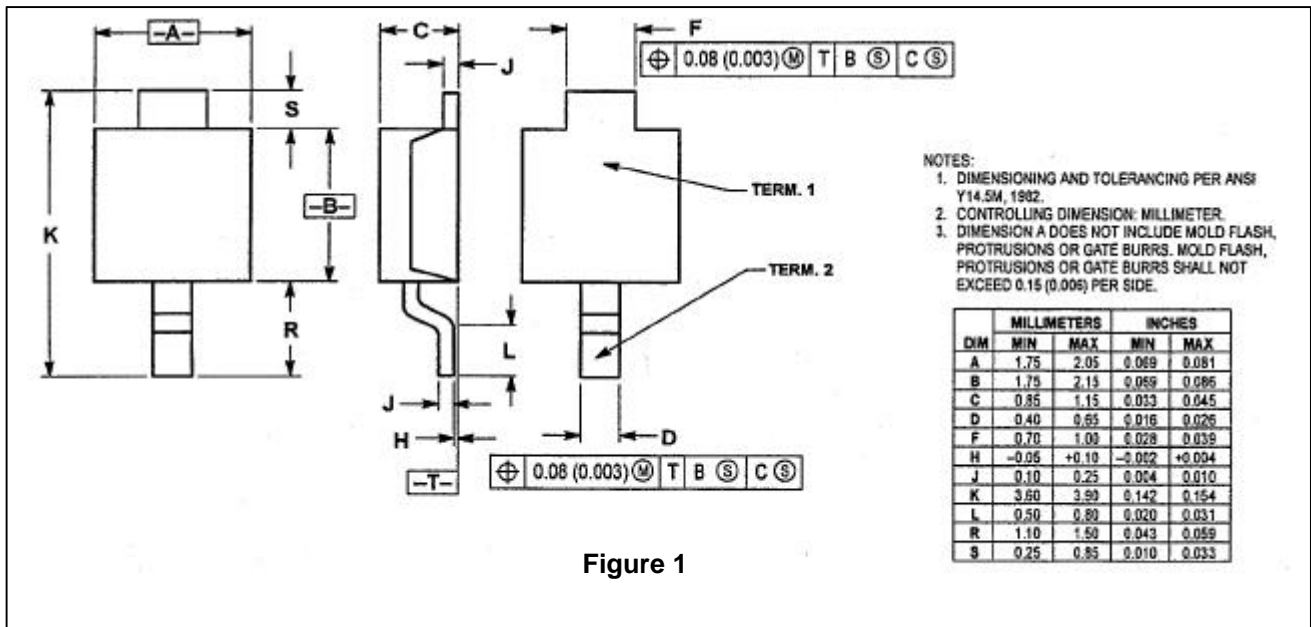 –A–
C
F
⌖ 0.08 (0.003) Ⓜ T B Ⓢ C Ⓢ
J
S
K
–B–
TERM. 1
TERM. 2
R
L
J
H
D
–T–
⌖ 0.08 (0.003) Ⓜ T B Ⓢ C Ⓢ
Figure 1
NOTES:
1. DIMENSIONING AND TOLERANCING PER ANSI
Y14.5M, 1982.
2. CONTROLLING DIMENSION: MILLIMETER.
3. DIMENSION A DOES NOT INCLUDE MOLD FLASH,
PROTRUSIONS OR GATE BURRS. MOLD FLASH,
PROTRUSIONS OR GATE BURRS SHALL NOT
EXCEED 0.15 (0.006) PER SIDE.
MILLIMETERS INCHES
DIM MIN MAX MIN MAX
A 1.75 2.05 0.069 0.081
B 1.75 2.15 0.069 0.086
C 0.85 1.15 0.033 0.045
D 0.40 0.65 0.016 0.026
F 0.70 1.00 0.028 0.039
H –0.05 +0.10 –0.002 +0.004
J 0.10 0.25 0.004 0.010
K 3.60 3.90 0.142 0.154
L 0.50 0.80 0.020 0.031
R 1.10 1.50 0.043 0.059
S 0.25 0.85 0.010 0.033